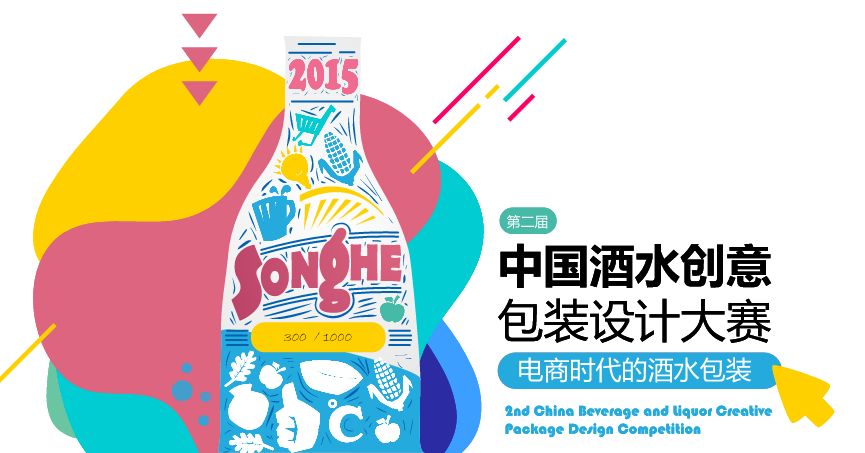 2015
SONGHE
300 / 1000
°C
第二届
中国酒水创意
包装设计大赛
电商时代的酒水包装
2nd China Beverage and Liquor Creative
Package Design Competition